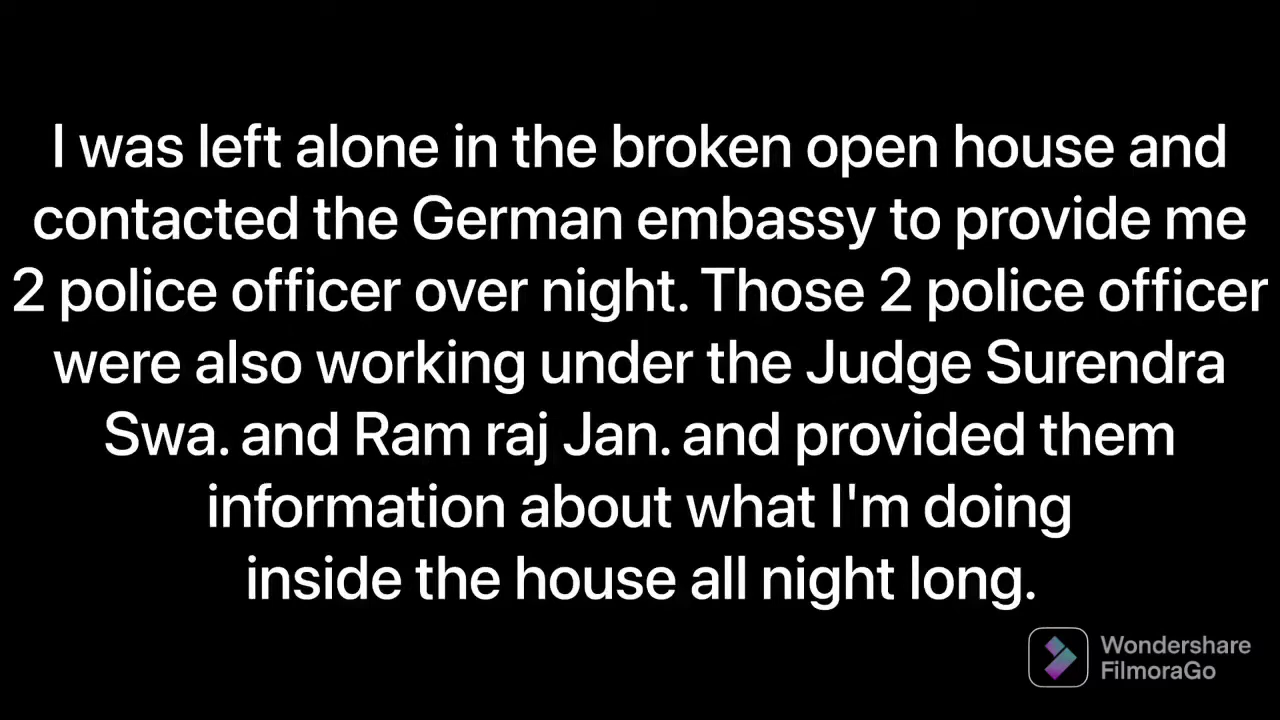 I was left alone in the broken open house and
contacted the German embassy to provide me
2 police officer over night. Those 2 police officer
were also working under the Judge Surendra
Swa. and Ram raj Jan. and provided them
information about what I'm doing
inside the house all night long.
Wondershare
FilmoraGo